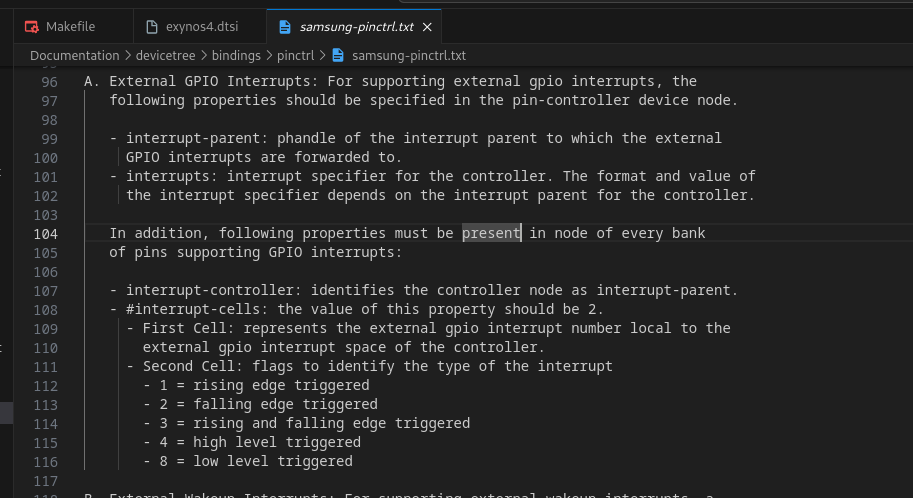 Makefile
exynos4.dtsi
samsung-pinctrl.txt
Documentation > devicetree > bindings > pinctrl > samsung-pinctrl.txt
96 A. External GPIO Interrupts: For supporting external gpio interrupts, the
97 following properties should be specified in the pin-controller device node.
98
99 - interrupt-parent: phandle of the interrupt parent to which the external
100 GPIO interrupts are forwarded to.
101 - interrupts: interrupt specifier for the controller. The format and value of
102 the interrupt specifier depends on the interrupt parent for the controller.
103
104 In addition, following properties must be present in node of every bank
105 of pins supporting GPIO interrupts:
106
107 - interrupt-controller: identifies the controller node as interrupt-parent.
108 - #interrupt-cells: the value of this property should be 2.
109 - First Cell: represents the external gpio interrupt number local to the
110 external gpio interrupt space of the controller.
111 - Second Cell: flags to identify the type of the interrupt
112 - 1 = rising edge triggered
113 - 2 = falling edge triggered
114 - 3 = rising and falling edge triggered
115 - 4 = high level triggered
116 - 8 = low level triggered
117
118 B. External Wakeup Interrupts: For supporting external wakeup interrupts, a